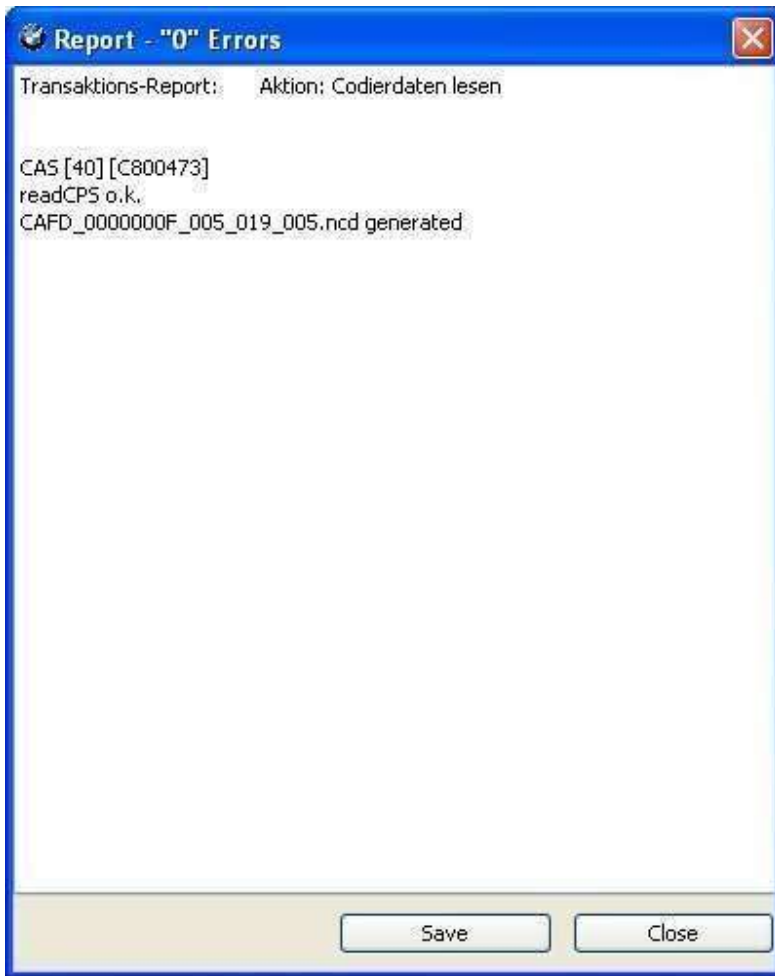 Report - "0" Errors
Transaktions-Report: Aktion: Codierdaten lesen
CAS [40] [C800473]
readCPS o.k.
CAFD_0000000F_005_019_005.ncd generated
Save Close